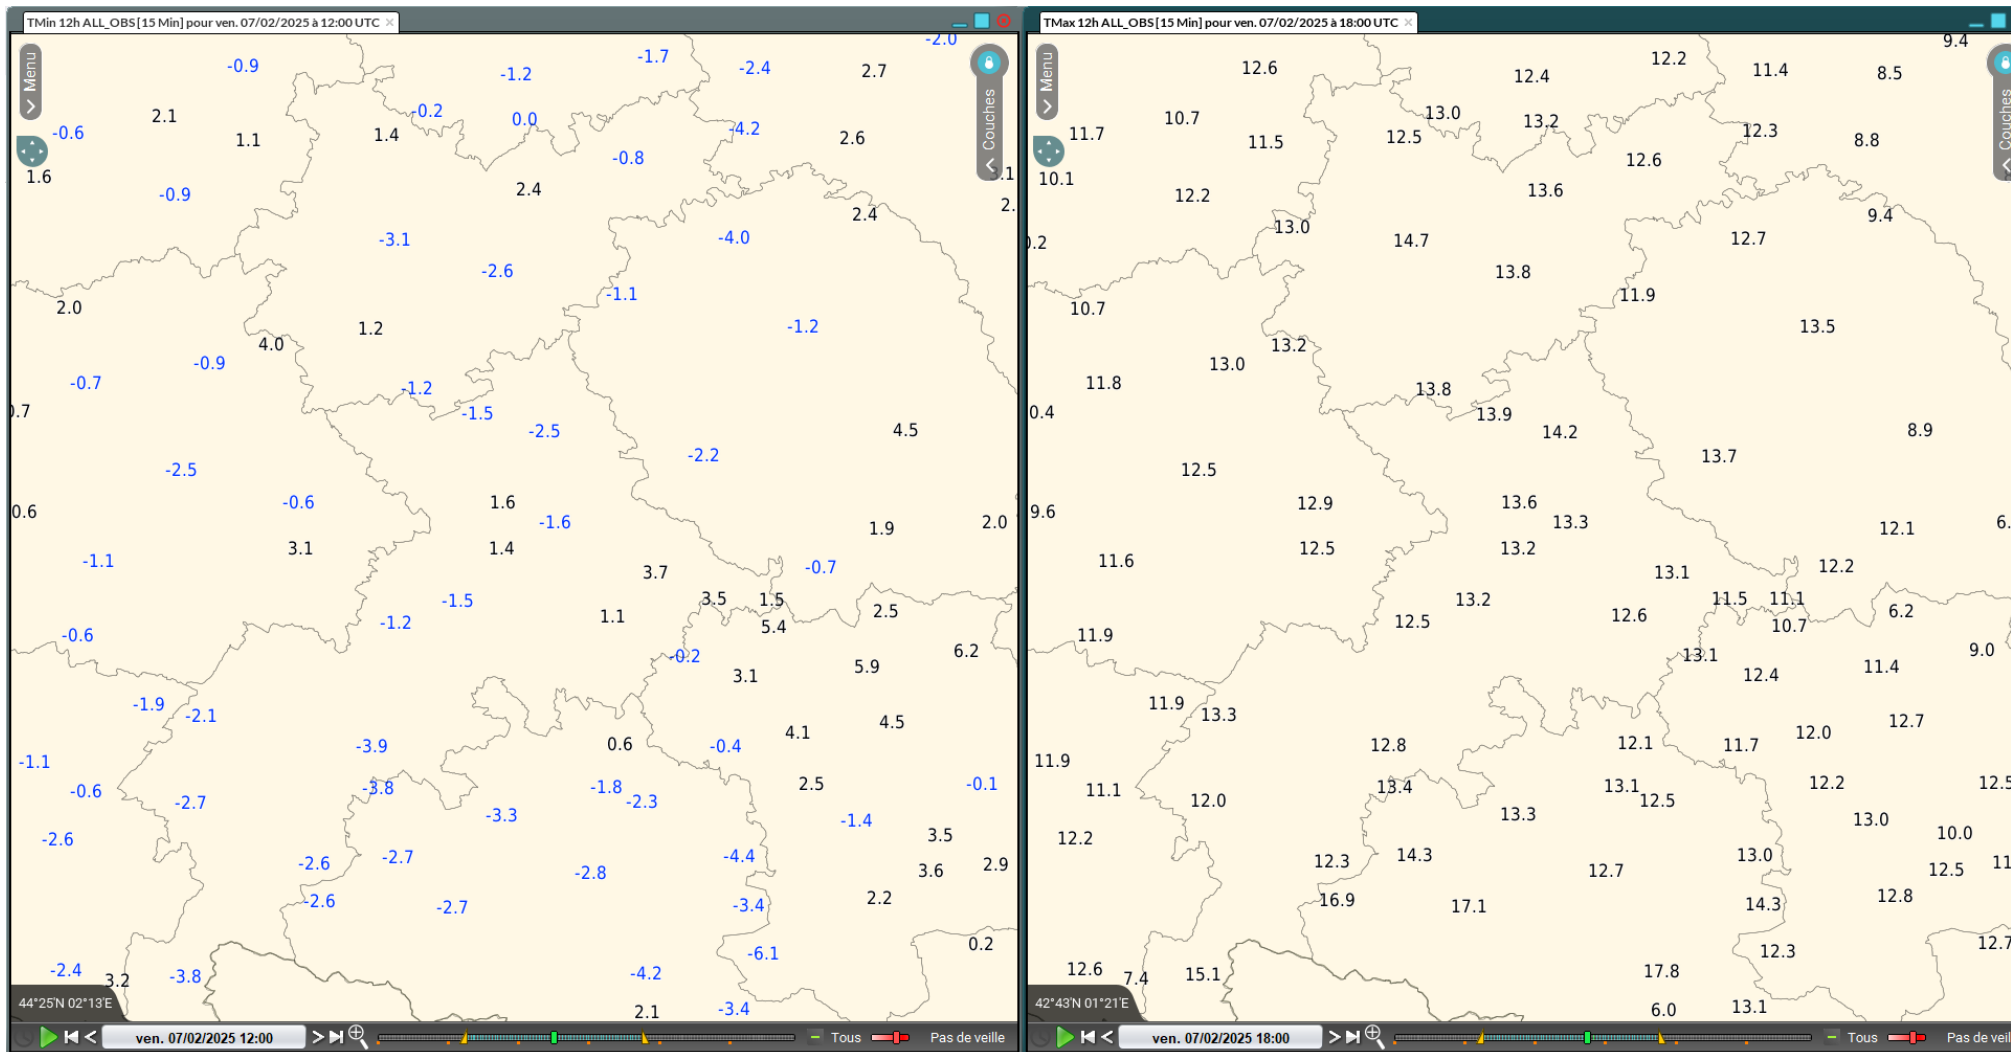 TMin 12h ALL_OBS [15 Min] pour ven. 07/02/2025 à 12:00 UTC ×
-2.0
-1.7
-0.9 -1.2 -2.4 2.7
Menu
Couches
-0.2
2.1 0.0
-0.6 1.1 1.4 -4.2 2.6
-0.8
1.6 3.1
-0.9 2.4
2.4
-3.1 -4.0
-2.6
-1.1
2.0
1.2 -1.2
4.0
-0.9
-0.7 -1.2
-1.5
-2.5 4.5
-2.2
-2.5
-0.6 1.6
0.6 -1.6 1.9 2.0
3.1 1.4
-1.1 3.7 -0.7
-1.5 3.5 1.5
-1.2 1.1 5.4 2.5
-0.6
-0.2 5.9 6.2
3.1
-1.9 -2.1
4.1 4.5
-3.9 0.6 -0.4
-1.1
-0.6 -3.8 -1.8 2.5 -0.1
-2.7 -3.3 -2.3
-1.4
-2.6 3.5
-2.6 -2.7 -4.4 2.9
-2.8 3.6
-2.6 -2.7 -3.4 2.2
-6.1 0.2
-2.4 3.2 -3.8 -4.2
2.1 -3.4
44°25'N 02°13'E
ven. 07/02/2025 12:00
Tous
Pas de veille
TMax 12h ALL_OBS [15 Min] pour ven. 07/02/2025 à 18:00 UTC ×
9.4
12.2
12.6 12.4 11.4 8.5
Menu
Couches
10.7 13.0 13.2
11.7 11.5 12.5 12.3 8.8
12.6
10.1 12.2 13.6
13.0 9.4
14.7 12.7
13.8
11.9
10.7
13.5
13.2
13.0
11.8 13.8
13.9
14.2 8.9
13.7
12.5
12.9 13.6
9.6 13.3 12.1
12.5 13.2
11.6 13.1 12.2
13.2 11.5 11.1
12.5 12.6 10.7 6.2
11.9
13.1 11.4 9.0
12.4
11.9 13.3
12.0 12.7
12.8 12.1 11.7
11.9
11.1 13.4 13.1 12.2 12.5
12.0 13.3 12.5
13.0
12.2 10.0
12.3 14.3 13.0
12.7 12.5
16.9 17.1 14.3 12.8
12.3 12.7
12.6 7.4 15.1 17.8
6.0 13.1
42°43'N 01°21'E
ven. 07/02/2025 18:00
Tous